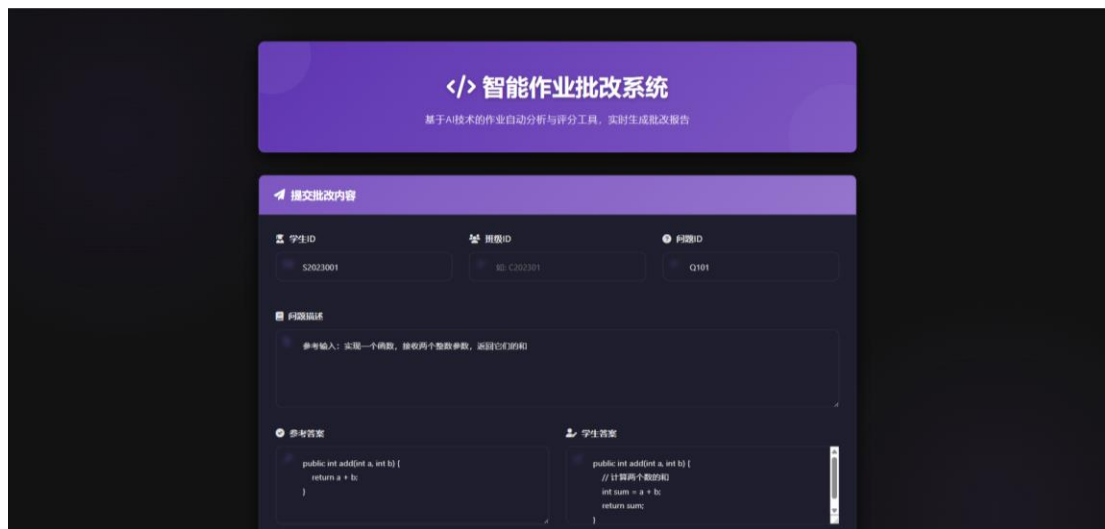 </> 智能作业批改系统
基于AI技术的作业自动分析与评分工具，实时生成批改报告
提交批改内容
学生ID
班级ID
问题ID
S2023001
如: C202301
Q101
问题描述
参考输入：实现一个函数，接收两个整数参数，返回它们的和
参考答案
学生答案
public int add(int a, int b) {
return a + b;
}
public int add(int a, int b) {
// 计算两个数的和
int sum = a + b;
return sum;
}